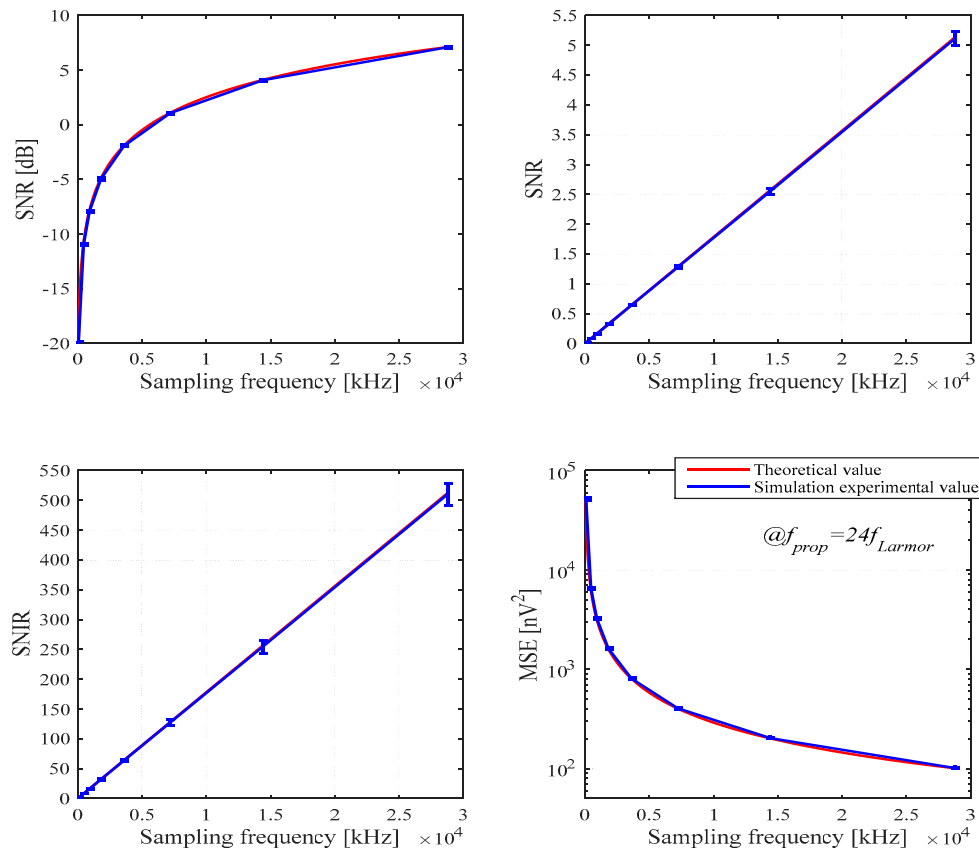 10
5
0
-5
-10
-15
-20
SNR [dB]
0 0.5 1 1.5 2 2.5 3
Sampling frequency [kHz] ×10^4
5.5
5
4.5
4
3.5
3
2.5
2
1.5
1
0.5
0
SNR
0 0.5 1 1.5 2 2.5 3
Sampling frequency [kHz] ×10^4
550
500
450
400
350
300
250
200
150
100
50
0
SNIR
0 0.5 1 1.5 2 2.5 3
Sampling frequency [kHz] ×10^4
Theoretical value
Simulation experimental value
@f_prop=24f_Larmor
10^5
10^4
10^3
10^2
MSE [nV^2]
0 0.5 1 1.5 2 2.5 3
Sampling frequency [kHz] ×10^4